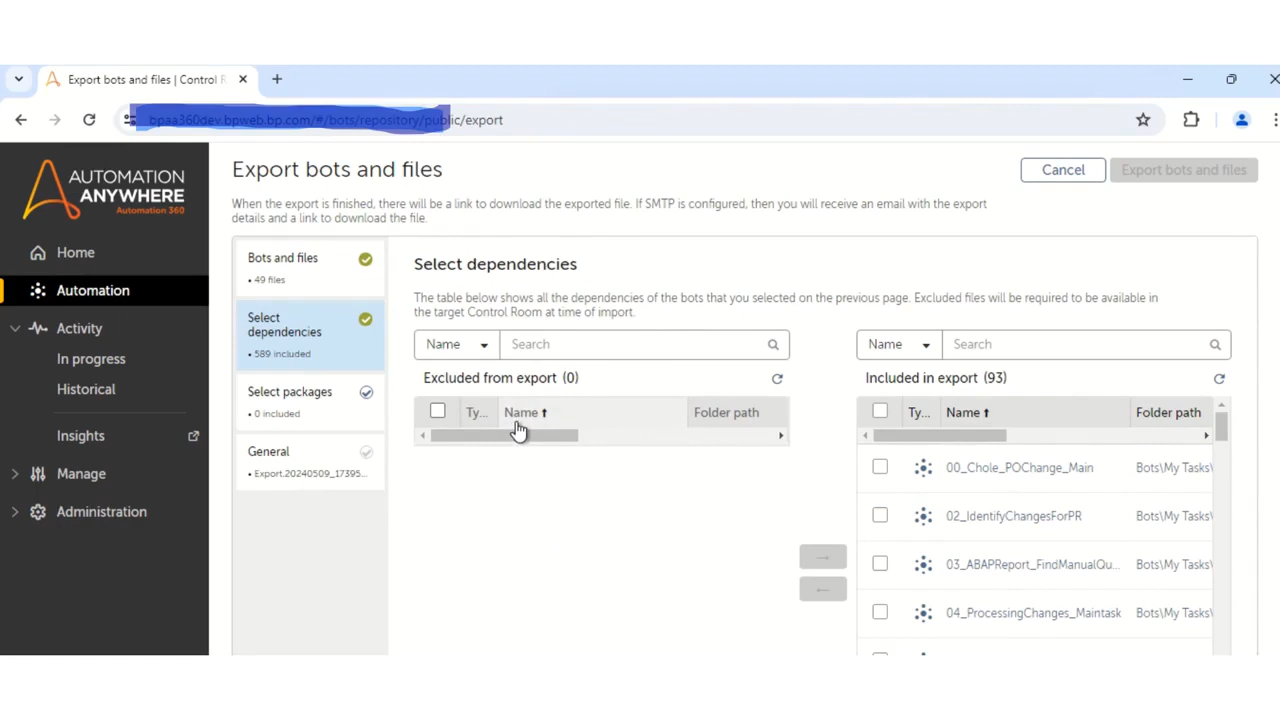 Export bots and files | Control R
bpaa360dev.bpweb.bp.com/#/bots/repository/public/export
AUTOMATION
ANYWHERE
Automation 360
Home
Automation
Activity
In progress
Historical
Insights
Manage
Administration
Export bots and files
Cancel
Export bots and files
When the export is finished, there will be a link to download the exported file. If SMTP is configured, then you will receive an email with the export
details and a link to download the file.
Bots and files
• 49 files
Select
dependencies
• 589 included
Select packages
• 0 included
General
• Export.20240509_17395...
Select dependencies
The table below shows all the dependencies of the bots that you selected on the previous page. Excluded files will be required to be available in
the target Control Room at time of import.
Name Search
Excluded from export (0)
Ty... Name Folder path
Name Search
Included in export (93)
Ty... Name Folder path
00_Chole_POChange_Main Bots\My Tasks\
02_IdentifyChangesForPR Bots\My Tasks\
03_ABAPReport_FindManualQu... Bots\My Tasks\
04_ProcessingChanges_Maintask Bots\My Tasks\